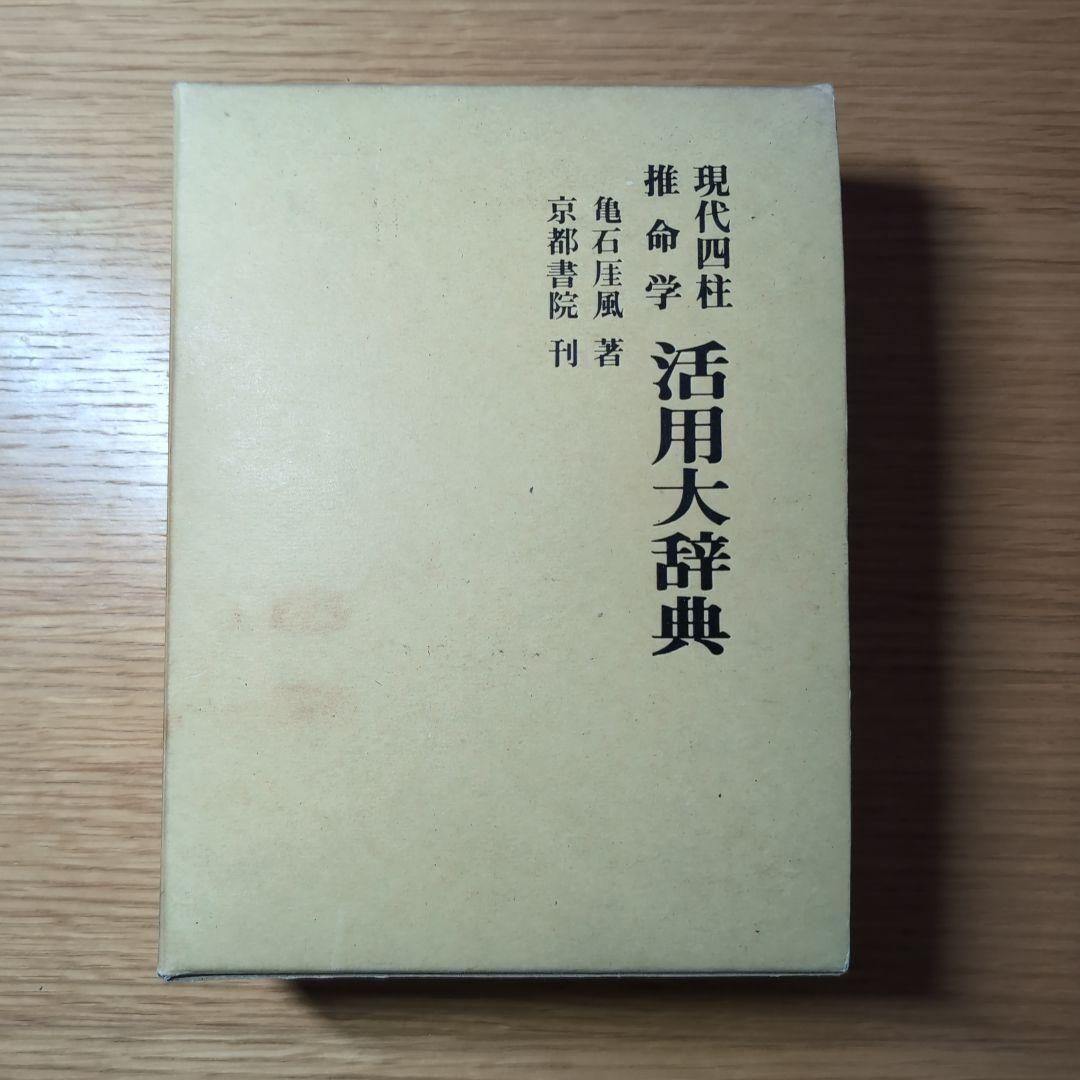 現代四柱
推命学
活用大辞典
亀石厓風 著
京都書院 刊